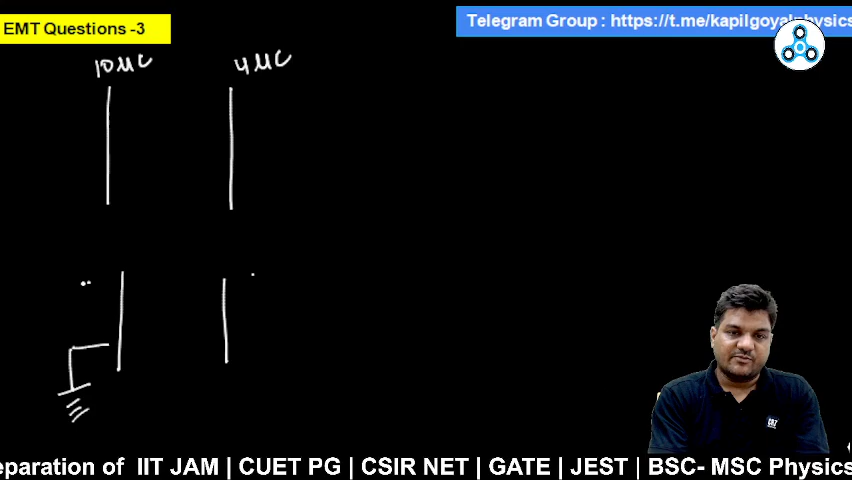 EMT Questions -3
Telegram Group : https://t.me/kapilgoyalphysics
10μC
4μC
eparation of IIT JAM | CUET PG | CSIR NET | GATE | JEST | BSC- MSC Physics